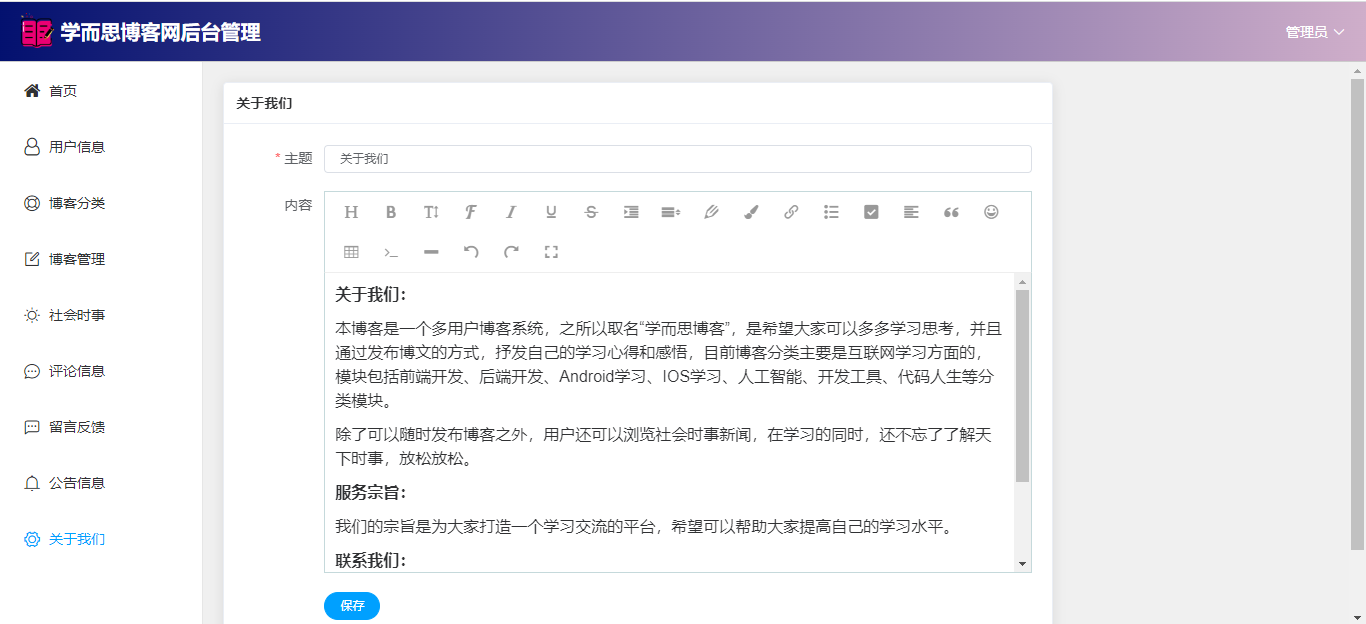 学而思博客网后台管理
管理员
首页
用户信息
博客分类
博客管理
社会时事
评论信息
留言反馈
公告信息
关于我们
关于我们
* 主题
关于我们
内容
关于我们：
本博客是一个多用户博客系统，之所以取名“学而思博客”，是希望大家可以多多学习思考，并且
通过发布博文的方式，抒发自己的学习心得和感悟，目前博客分类主要是互联网学习方面的，
模块包括前端开发、后端开发、Android学习、IOS学习、人工智能、开发工具、代码人生等分
类模块。
除了可以随时发布博客之外，用户还可以浏览社会时事新闻，在学习的同时，还不忘了了解天
下时事，放松放松。
服务宗旨：
我们的宗旨是为大家打造一个学习交流的平台，希望可以帮助大家提高自己的学习水平。
联系我们：
保存